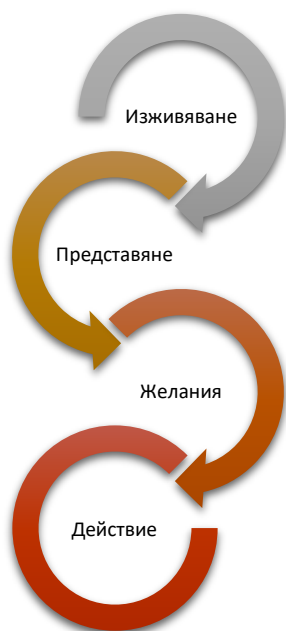 Изживяване
Представяне
Желания
Действие